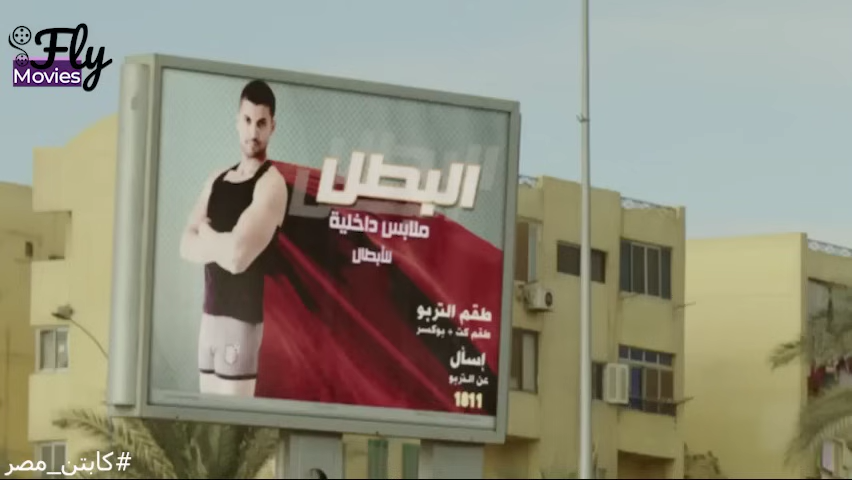 Fly
Movies
البطل
ملابس داخلية
للأبطال
طقم التربو
طقم كت + بوكسر
إسأل
عن التربو
1811
#كابتن_مصر